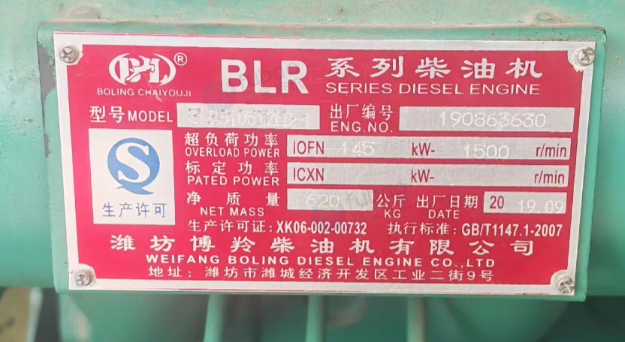 BOLING CHAIYOUJI
®
BLR 系列柴油机
SERIES DIESEL ENGINE
型号MODEL 出厂编号 ENG.NO. 190863630
超负荷功率 OVERLOAD POWER IOFN 145 kW- 1500 r/min
标定功率 PATED POWER ICXN kW- r/min
净质量 NET MASS 620 公斤 KG 出厂日期 DATE 20 19.09
生产许可
生产许可证: XK06-002-00732 执行标准: GB/T1147.1-2007
潍坊博羚柴油机有限公司
WEIFANG BOLING DIESEL ENGINE CO.,LTD
地址: 潍坊市潍城经济开发区工业二街9号